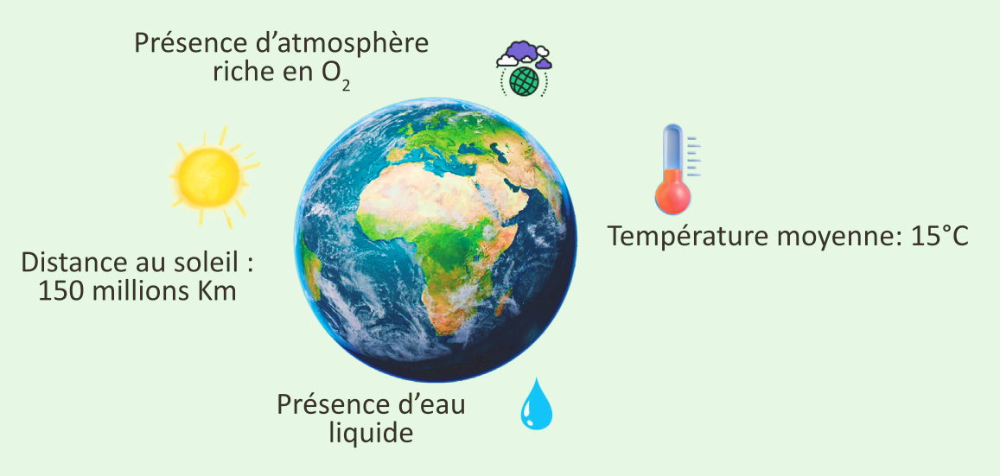 Présence d’atmosphère
riche en O₂
Distance au soleil :
150 millions Km
Température moyenne: 15°C
Présence d’eau
liquide